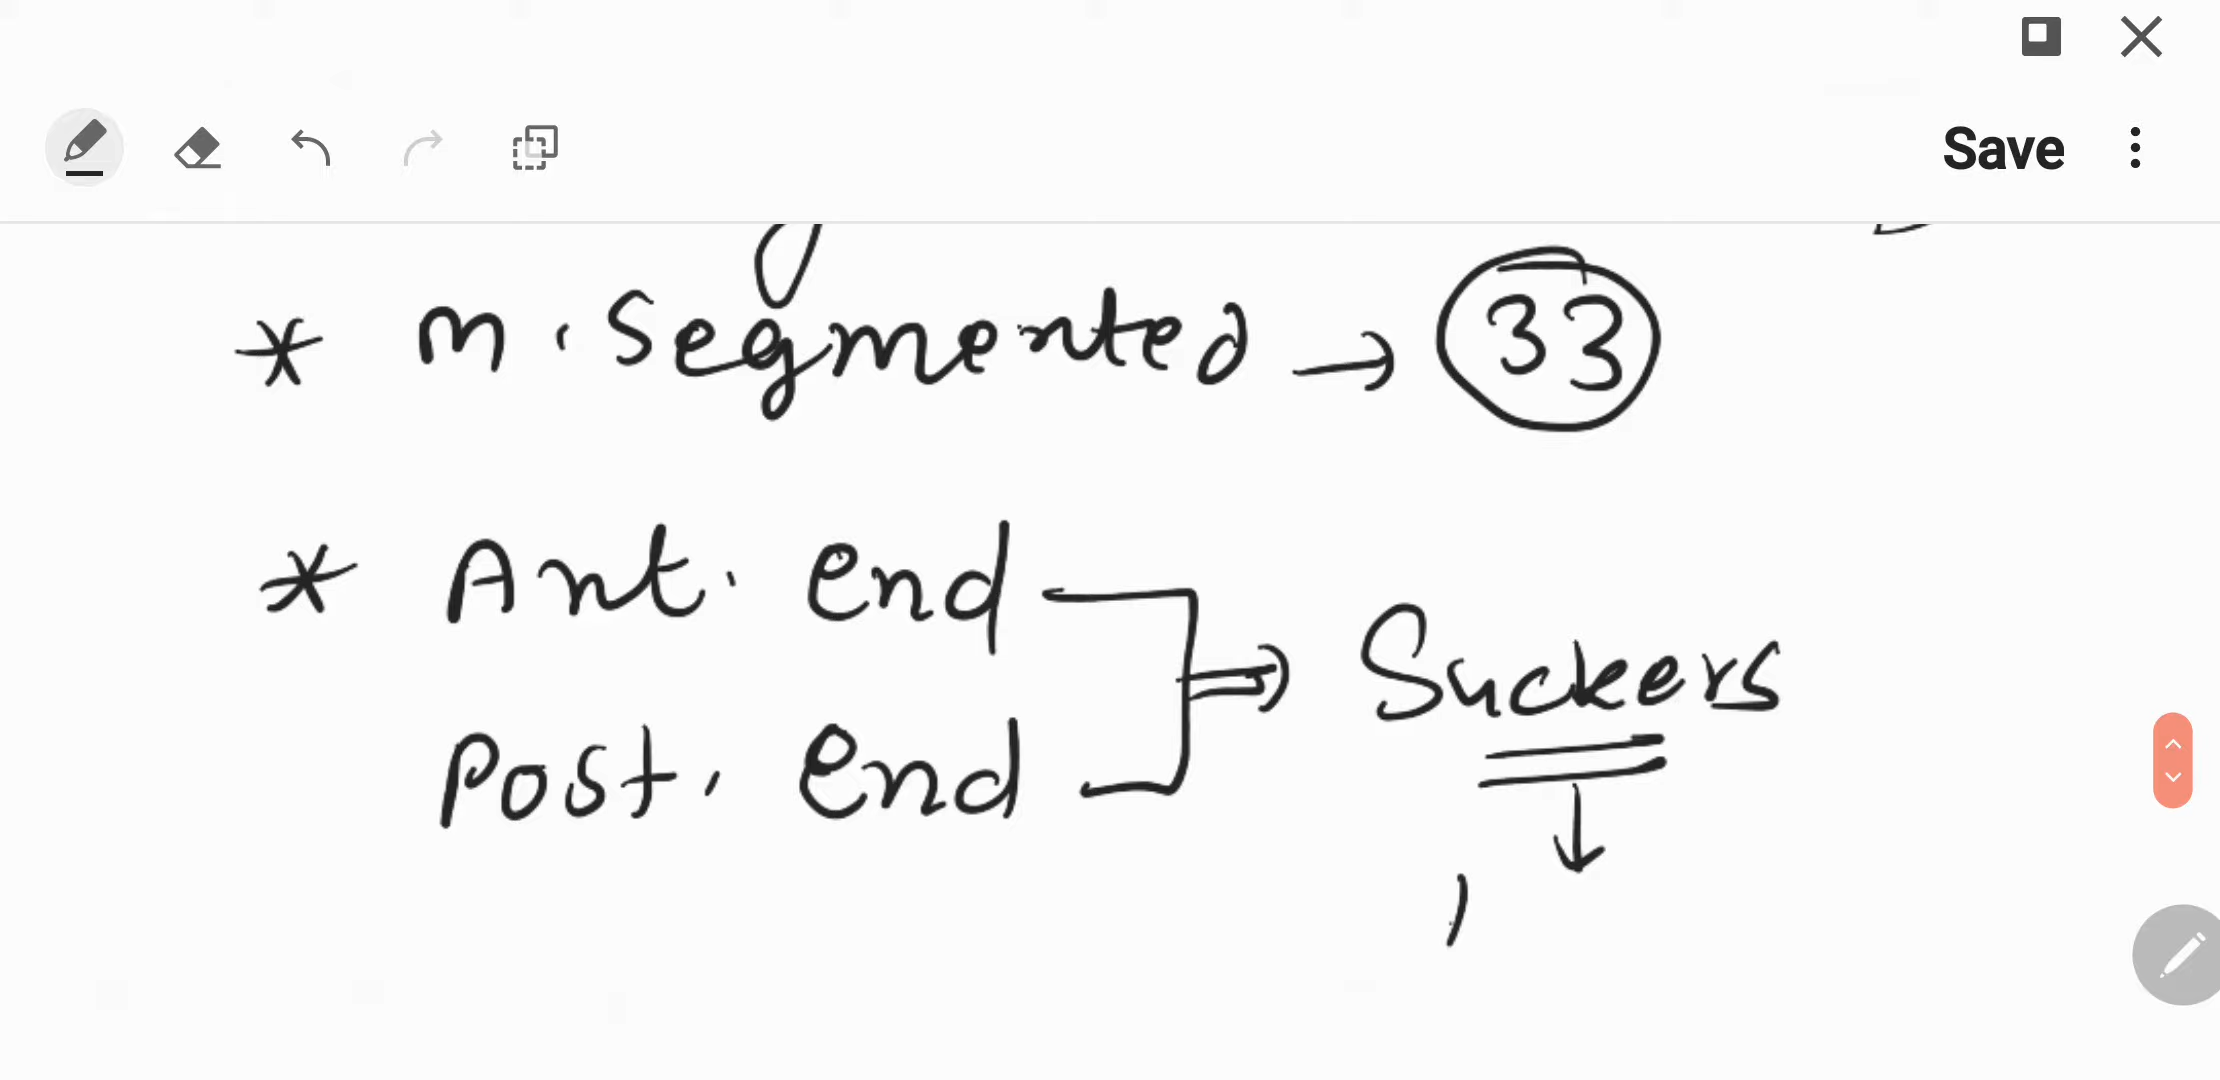 Save
* m. segmented → 33
* Ant. end
Suckers
Post. end